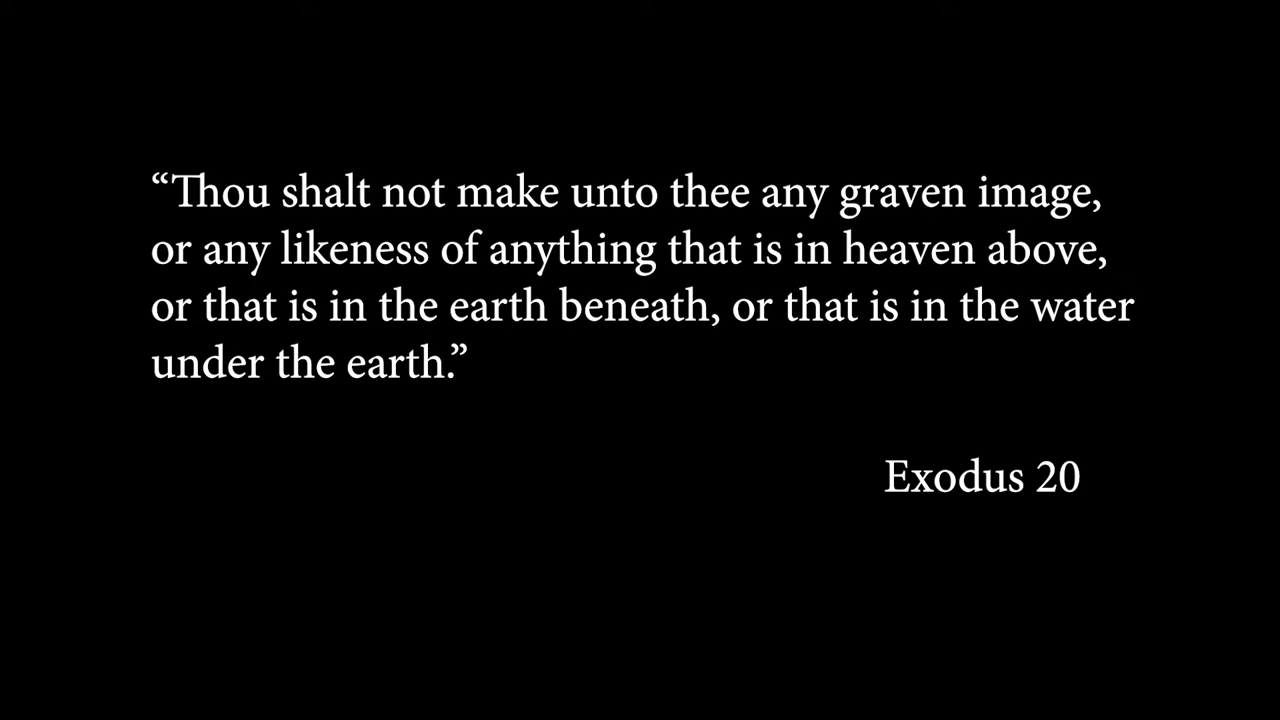 “Thou shalt not make unto thee any graven image,
or any likeness of anything that is in heaven above,
or that is in the earth beneath, or that is in the water
under the earth.”
Exodus 20